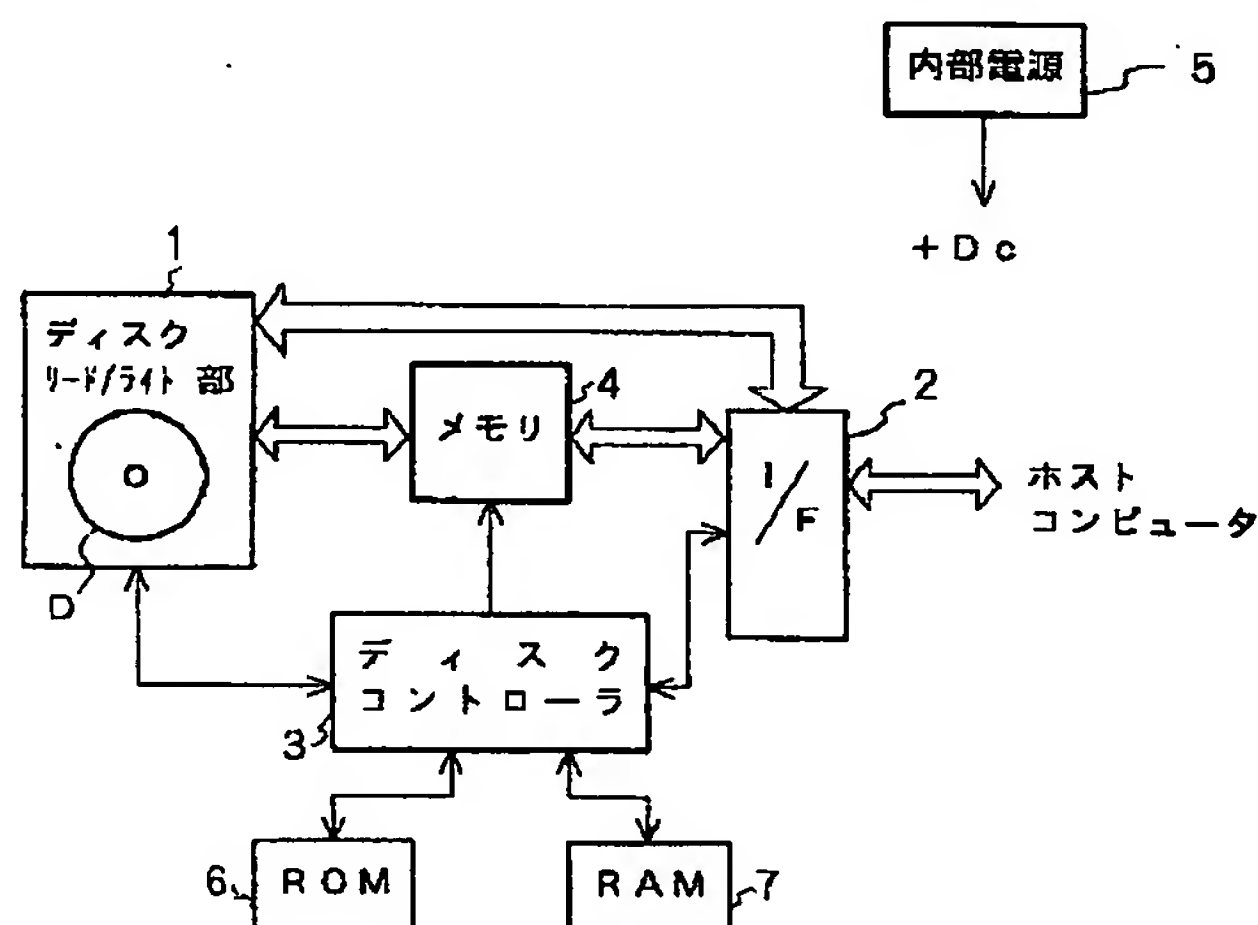 内部電源
5
+Dc
1
ディスク
リード/ライト 部
D
メモリ
4
I/F
2
ホスト
コンピュータ
ディスク
コントローラ
3
ROM
6
RAM
7